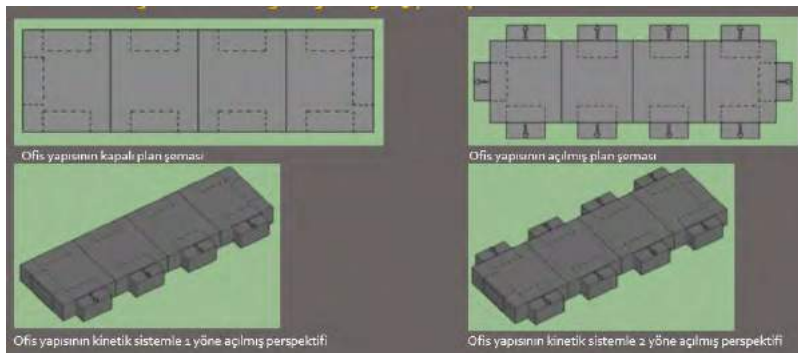 Ofis yapısının kapalı plan şeması
Ofis yapısının açılmış plan şeması
Ofis yapısının kinetik sistemle 1 yöne açılmış perspektifi
Ofis yapısının kinetik sistemle 2 yöne açılmış perspektifi